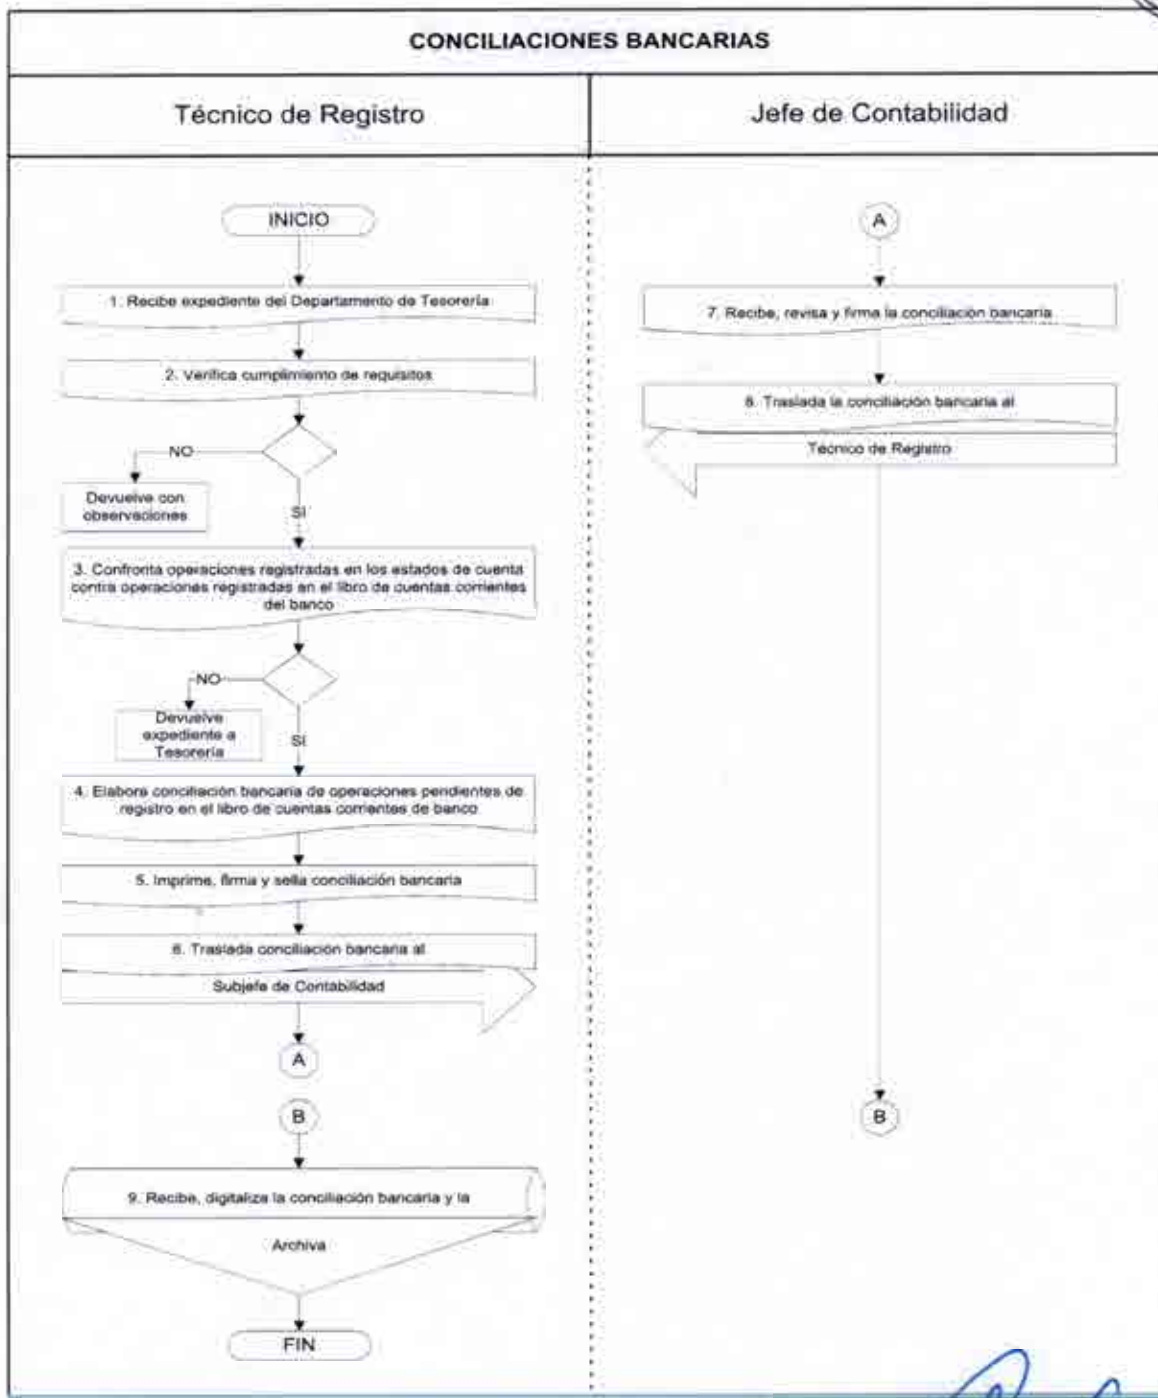 CONCILIACIONES BANCARIAS
Técnico de Registro
Jefe de Contabilidad
INICIO
1. Recibe expediente del Departamento de Tesorería
2. Verifica cumplimiento de requisitos
NO
Devuelve con
observaciones
SI
3. Confronta operaciones registradas en los estados de cuenta
contra operaciones registradas en el libro de cuentas corrientes
del banco
NO
Devuelve
expediente a
Tesorería
SI
4. Elabora conciliación bancaria de operaciones pendientes de
registro en el libro de cuentas corrientes de banco
5. Imprime, firma y sella conciliación bancaria
6. Traslada conciliación bancaria al
Subjefe de Contabilidad
A
B
9. Recibe, digitaliza la conciliación bancaria y la
Archiva
FIN
A
7. Recibe, revisa y firma la conciliación bancaria
8. Traslada la conciliación bancaria al
Técnico de Registro
B